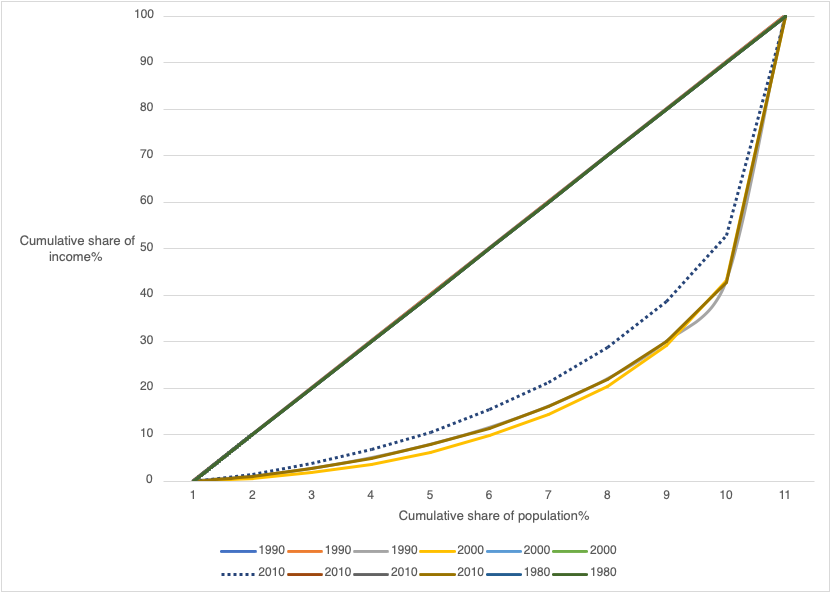 100
90
80
70
60
50
40
30
20
10
0
Cumulative share of
income%
1 2 3 4 5 6 7 8 9 10 11
Cumulative share of population%
1990 1990 1990 2000 2000 2000
2010 2010 2010 2010 1980 1980